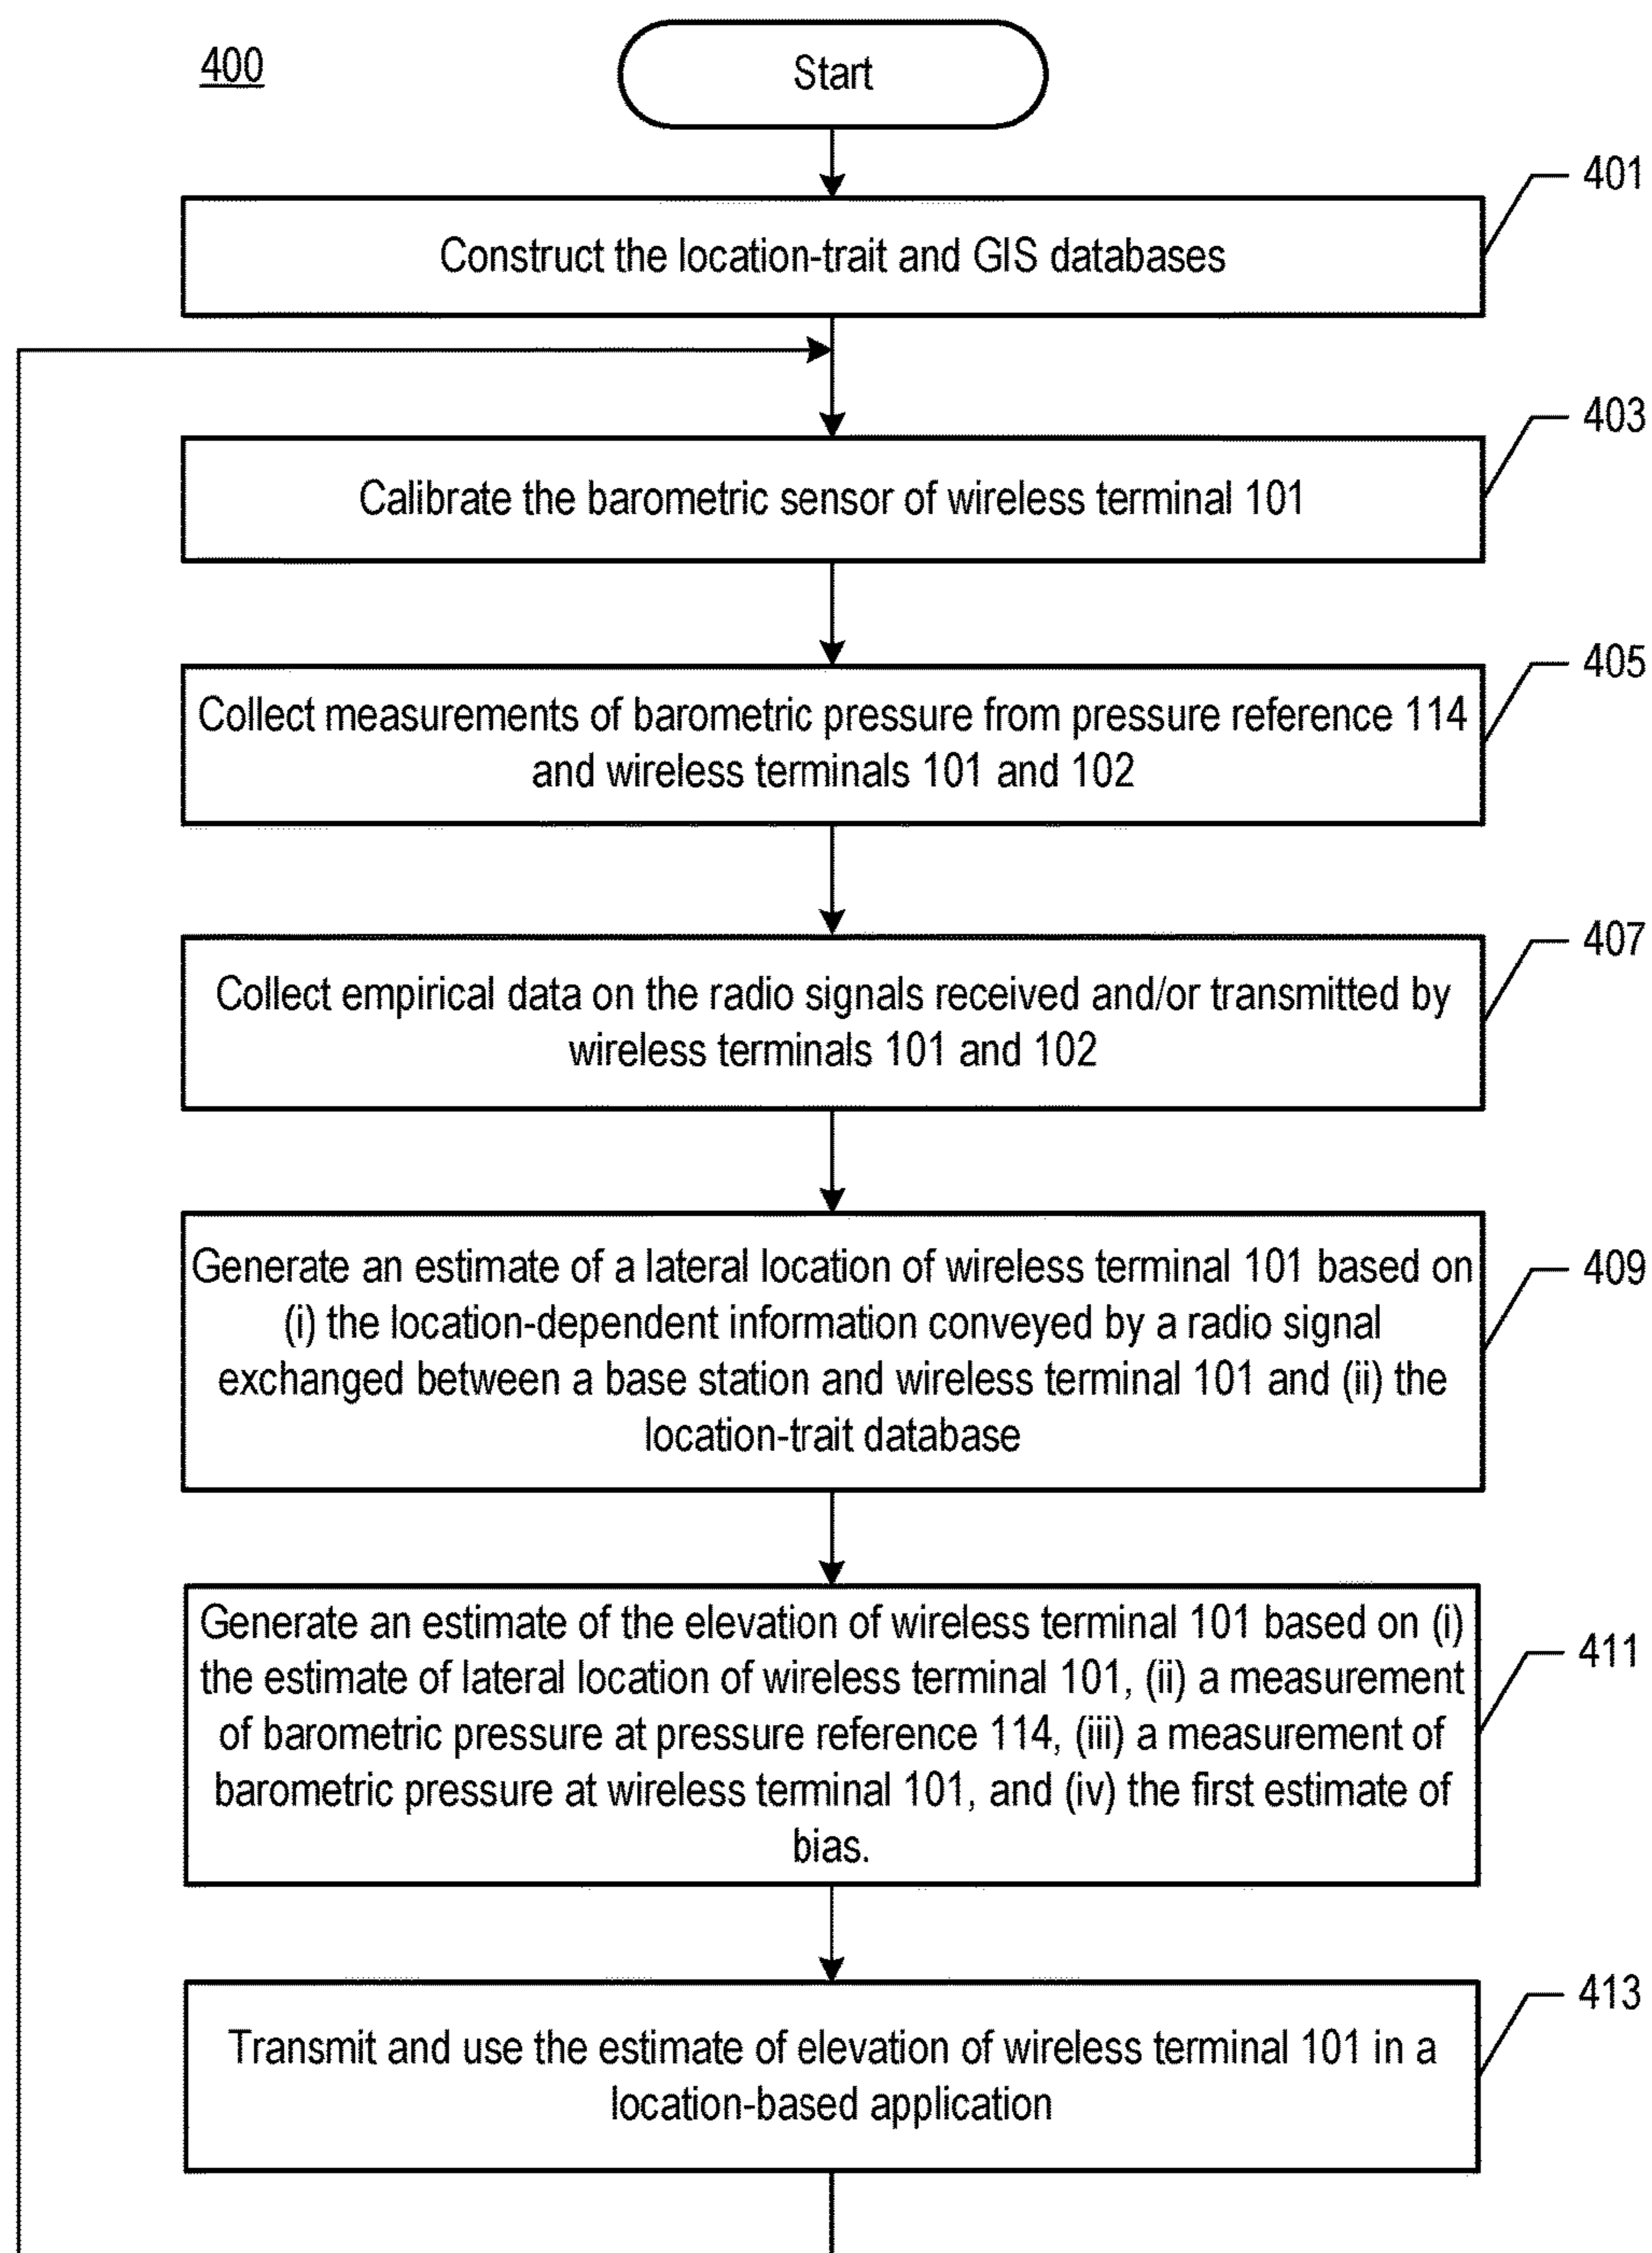 400
Start
401
Construct the location-trait and GIS databases
403
Calibrate the barometric sensor of wireless terminal 101
405
Collect measurements of barometric pressure from pressure reference 114
and wireless terminals 101 and 102
407
Collect empirical data on the radio signals received and/or transmitted by
wireless terminals 101 and 102
409
Generate an estimate of a lateral location of wireless terminal 101 based on
(i) the location-dependent information conveyed by a radio signal
exchanged between a base station and wireless terminal 101 and (ii) the
location-trait database
411
Generate an estimate of the elevation of wireless terminal 101 based on (i)
the estimate of lateral location of wireless terminal 101, (ii) a measurement
of barometric pressure at pressure reference 114, (iii) a measurement of
barometric pressure at wireless terminal 101, and (iv) the first estimate of
bias.
413
Transmit and use the estimate of elevation of wireless terminal 101 in a
location-based application